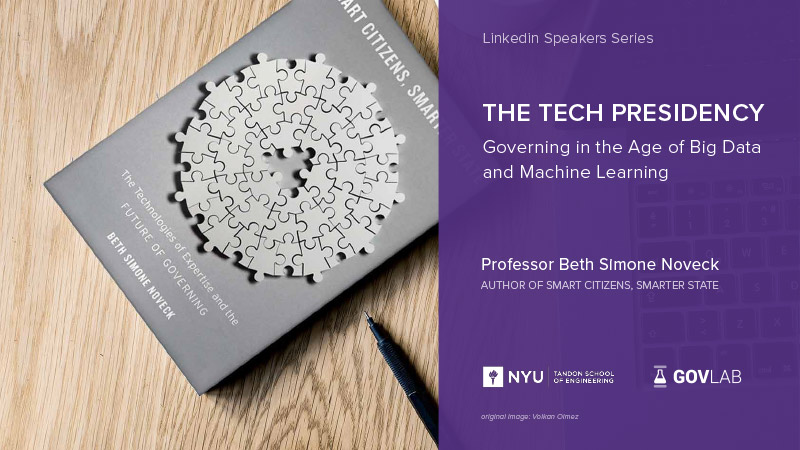 ART CITIZENS, SMART
The Technologies of Expertise and the
FUTURE OF GOVERNING
BETH SIMONE NOVECK
Linkedin Speakers Series
THE TECH PRESIDENCY
Governing in the Age of Big Data
and Machine Learning
Professor Beth Simone Noveck
AUTHOR OF SMART CITIZENS, SMARTER STATE
NYU TANDON SCHOOL
OF ENGINEERING
GOVLAB
original image: Volkan Olmez